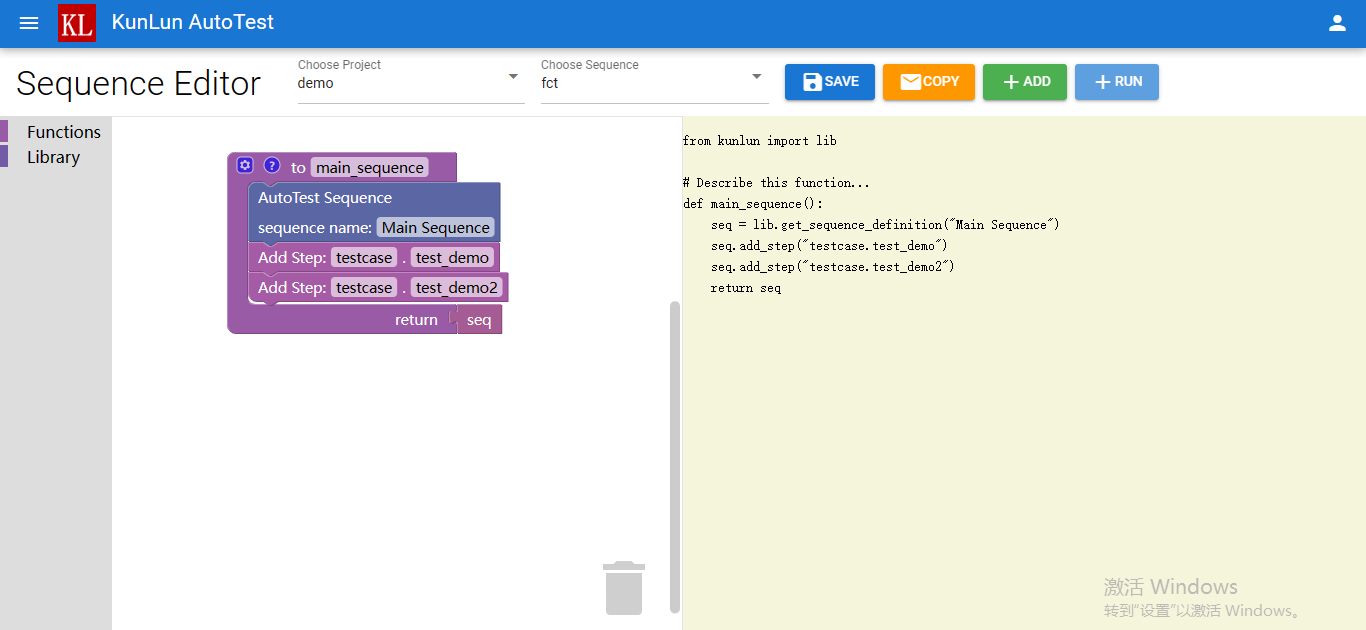 KL KunLun AutoTest
Sequence Editor
Choose Project
demo
Choose Sequence
fct
SAVE
COPY
ADD
RUN
Functions
Library
? to main_sequence
AutoTest Sequence
sequence name: Main Sequence
Add Step: testcase . test_demo
Add Step: testcase . test_demo2
return seq
from kunlun import lib
# Describe this function...
def main_sequence():
    seq = lib.get_sequence_definition("Main Sequence")
    seq.add_step("testcase.test_demo")
    seq.add_step("testcase.test_demo2")
    return seq
激活 Windows
转到“设置”以激活 Windows。